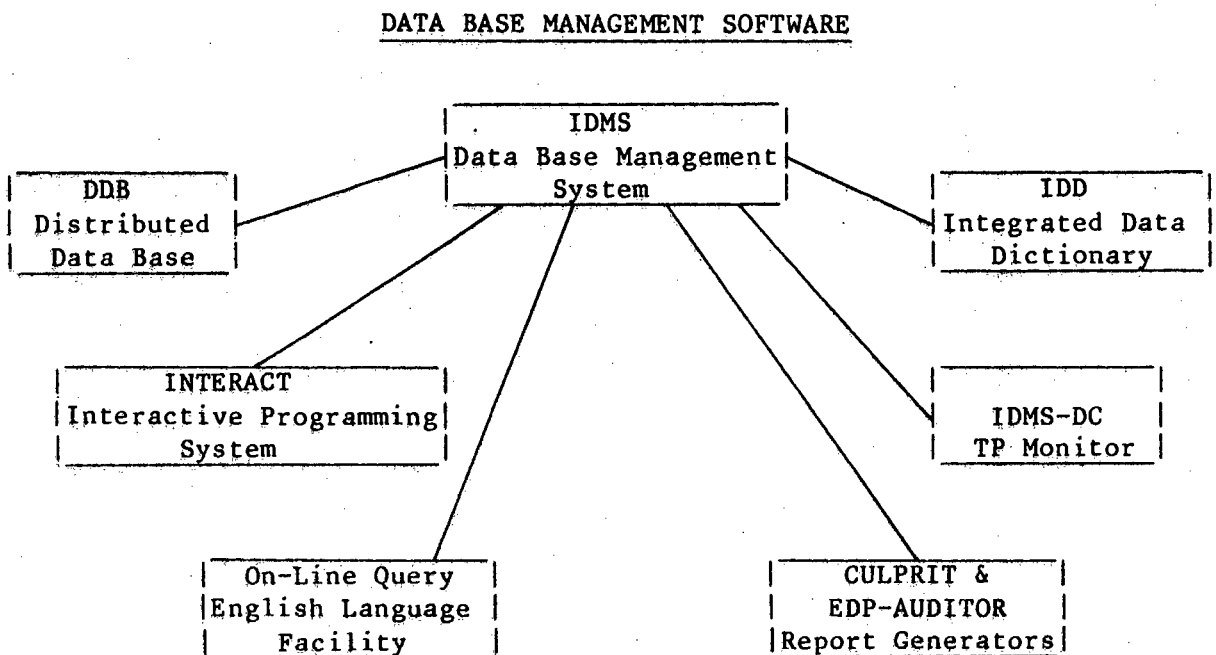 DATA BASE MANAGEMENT SOFTWARE
IDMS
Data Base Management
System
DDB
Distributed
Data Base
IDD
Integrated Data
Dictionary
INTERACT
Interactive Programming
System
IDMS-DC
TP Monitor
On-Line Query
English Language
Facility
CULPRIT &
EDP-AUDITOR
Report Generators